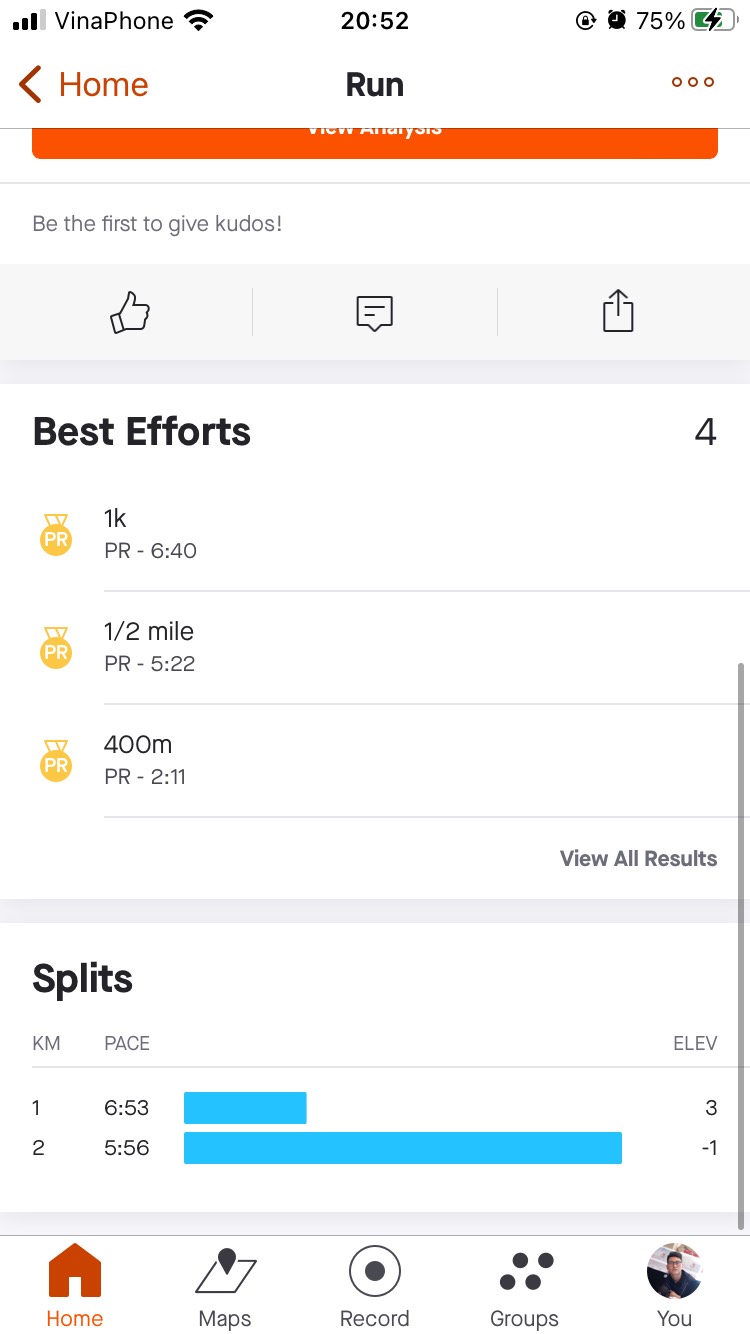 VinaPhone 20:52 75%
Home Run
View Analysis
Be the first to give kudos!
Best Efforts 4
PR 1k
PR - 6:40
PR 1/2 mile
PR - 5:22
PR 400m
PR - 2:11
View All Results
Splits
KM PACE ELEV
1 6:53 3
2 5:56 -1
Home Maps Record Groups You